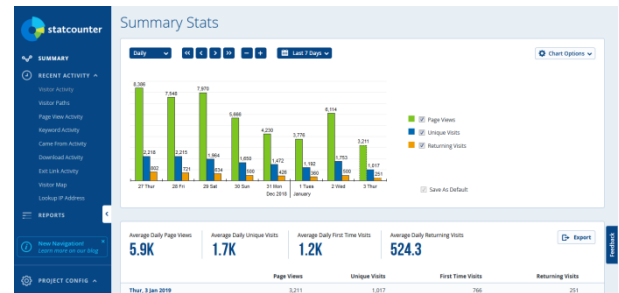 statcounter
SUMMARY
RECENT ACTIVITY
Visitor Activity
Visitor Paths
Page View Activity
Keyword Activity
Came From Activity
Download Activity
Exit Link Activity
Visitor Map
Lookup IP Address
REPORTS
New Navigation!
Learn more on our blog
PROJECT CONFIG
Summary Stats
Daily
Last 7 Days
Chart Options
8,386
7,548
7,970
5,686
4,230
3,778
6,114
3,211
2,218
2,215
1,964
1,650
1,472
1,192
1,753
1,017
802
721
634
500
426
360
500
251
27 Thur
28 Fri
29 Sat
30 Sun
31 Mon
1 Tues
2 Wed
3 Thur
Dec 2018
January
Page Views
Unique Visits
Returning Visits
Save As Default
Average Daily Page Views
5.9K
Average Daily Unique Visits
1.7K
Average Daily First Time Visits
1.2K
Average Daily Returning Visits
524.3
Export
Feedback
Page Views Unique Visits First Time Visits Returning Visits
Thur, 3 Jan 2019 3,211 1,017 766 251